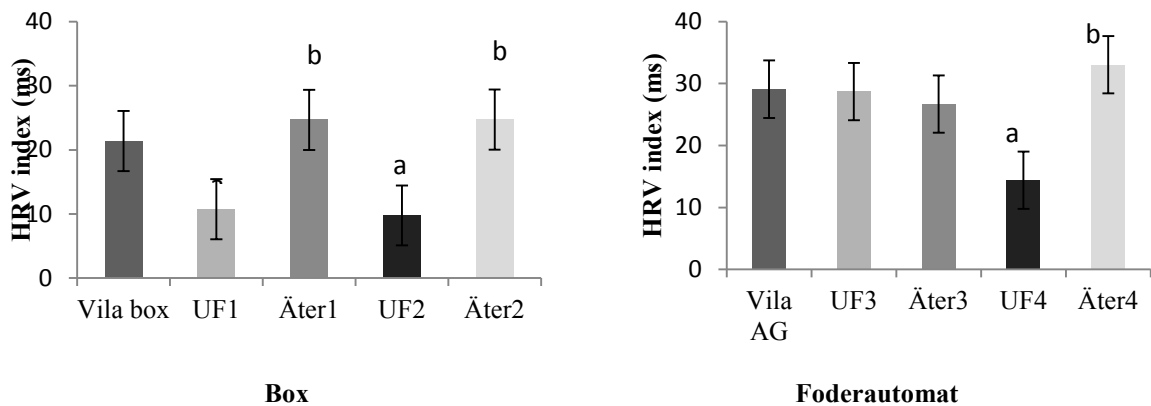 40
30
20
10
0
HRV index (ms)
b
b
a
Vila box UF1 Äter1 UF2 Äter2
Box
40
30
20
10
0
HRV index (ms)
b
a
Vila AG UF3 Äter3 UF4 Äter4
Foderautomat